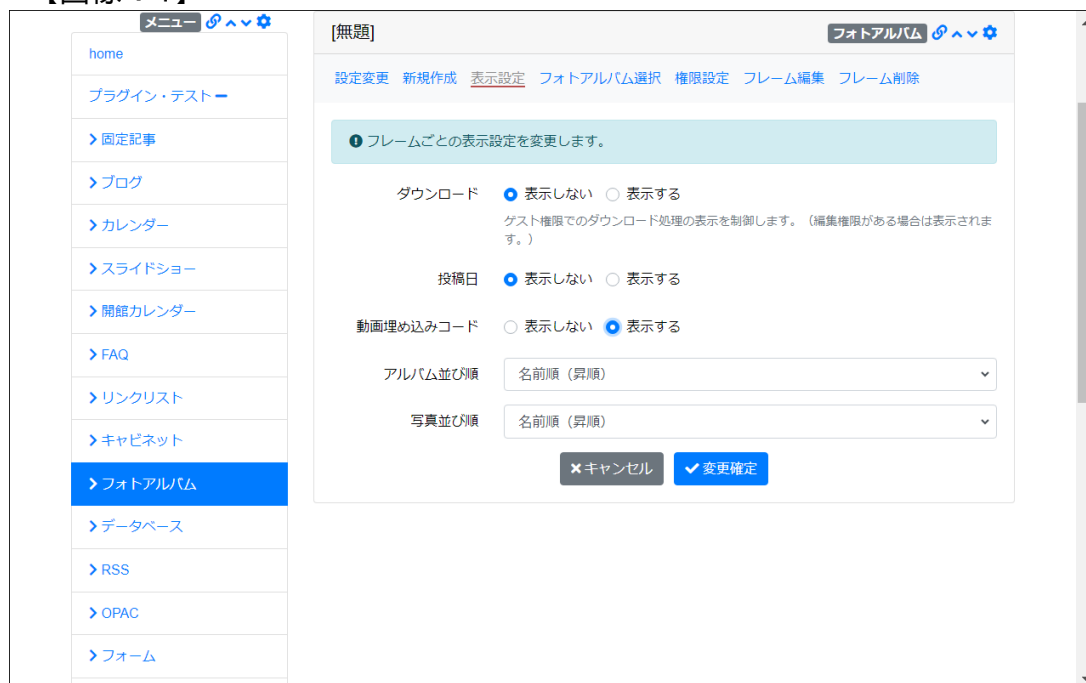 メニュー
home
プラグイン・テスト
固定記事
ブログ
カレンダー
スライドショー
開館カレンダー
FAQ
リンクリスト
キャビネット
フォトアルバム
データベース
RSS
OPAC
フォーム
[無題]
フォトアルバム
設定変更 新規作成 表示設定 フォトアルバム選択 権限設定 フレーム編集 フレーム削除
フレームごとの表示設定を変更します。
ダウンロード 表示しない 表示する
ゲスト権限でのダウンロード処理の表示を制御します。（編集権限がある場合は表示されま
す。）
投稿日 表示しない 表示する
動画埋め込みコード 表示しない 表示する
アルバム並び順 名前順（昇順）
写真並び順 名前順（昇順）
キャンセル 変更確定